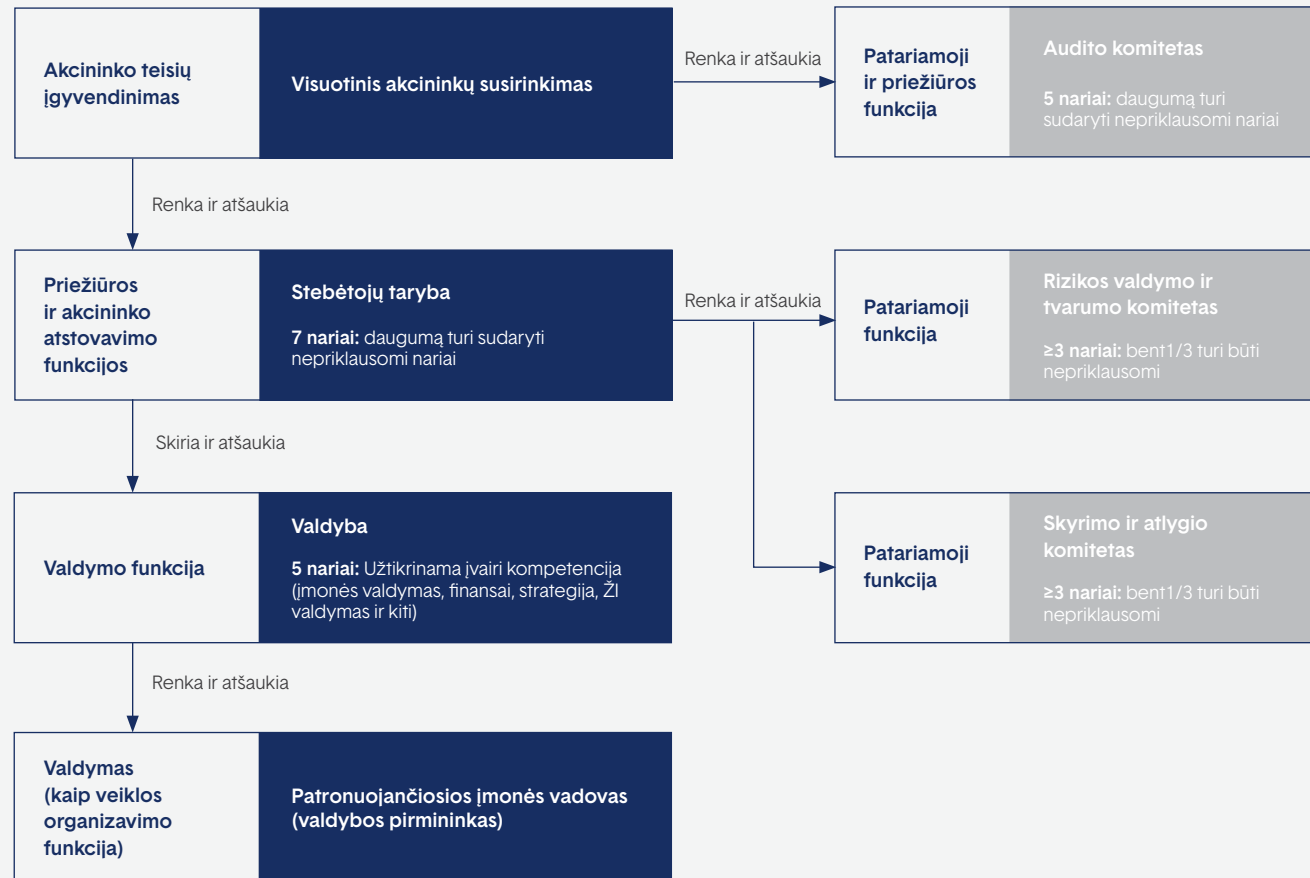 Akcininko teisių
įgyvendinimas
Visuotinis akcininkų susirinkimas
Renka ir atšaukia
Patariamoji
ir priežiūros
funkcija
Audito komitetas
5 nariai: daugumą turi
sudaryti nepriklausomi nariai
Renka ir atšaukia
Priežiūros
ir akcininko
atstovavimo
funkcijos
Stebėtojų taryba
7 nariai: daugumą turi sudaryti
nepriklausomi nariai
Renka ir atšaukia
Patariamoji
funkcija
Rizikos valdymo ir
tvarumo komitetas
≥3 nariai: bent1/3 turi būti
nepriklausomi
Skiria ir atšaukia
Valdymo funkcija
Valdyba
5 nariai: Užtikrinama įvairi kompetencija
(įmonės valdymas, finansai, strategija, ŽI
valdymas ir kiti)
Patariamoji
funkcija
Skyrimo ir atlygio
komitetas
≥3 nariai: bent1/3 turi būti
nepriklausomi
Renka ir atšaukia
Valdymas
(kaip veiklos
organizavimo
funkcija)
Patronuojančiosios įmonės vadovas
(valdybos pirmininkas)